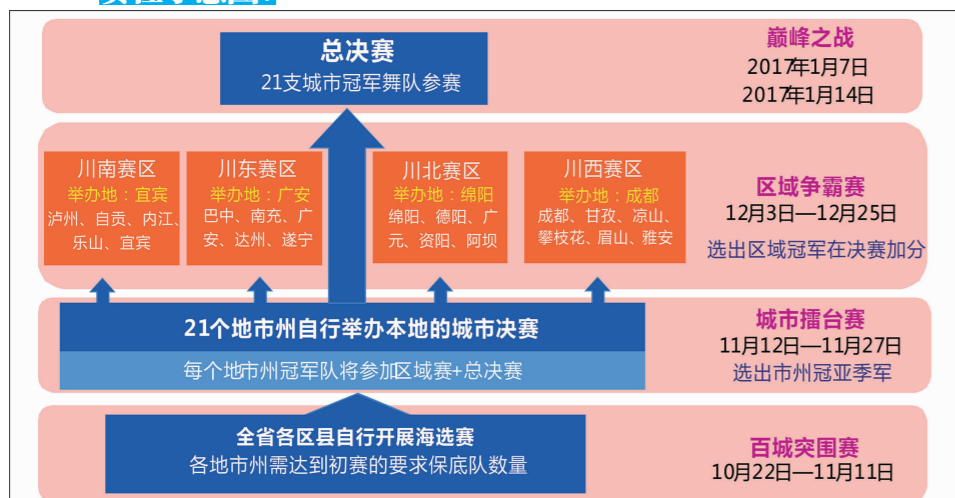 总决赛
21支城市冠军舞队参赛
巅峰之战
2017年1月7日
2017年1月14日
川南赛区
举办地：宜宾
泸州、自贡、内江、
乐山、宜宾
川东赛区
举办地：广安
巴中、南充、广
安、达州、遂宁
川北赛区
举办地：绵阳
绵阳、德阳、广
元、资阳、阿坝
川西赛区
举办地：成都
成都、甘孜、凉山、
攀枝花、眉山、雅安
区域争霸赛
12月3日—12月25日
选出区域冠军在决赛加分
21个地市州自行举办本地的城市决赛
每个地市州冠军队将参加区域赛+总决赛
城市擂台赛
11月12日—11月27日
选出市州冠亚季军
全省各区县自行开展海选赛
各地市州需达到初赛的要求保底队数量
百城突围赛
10月22日—11月11日